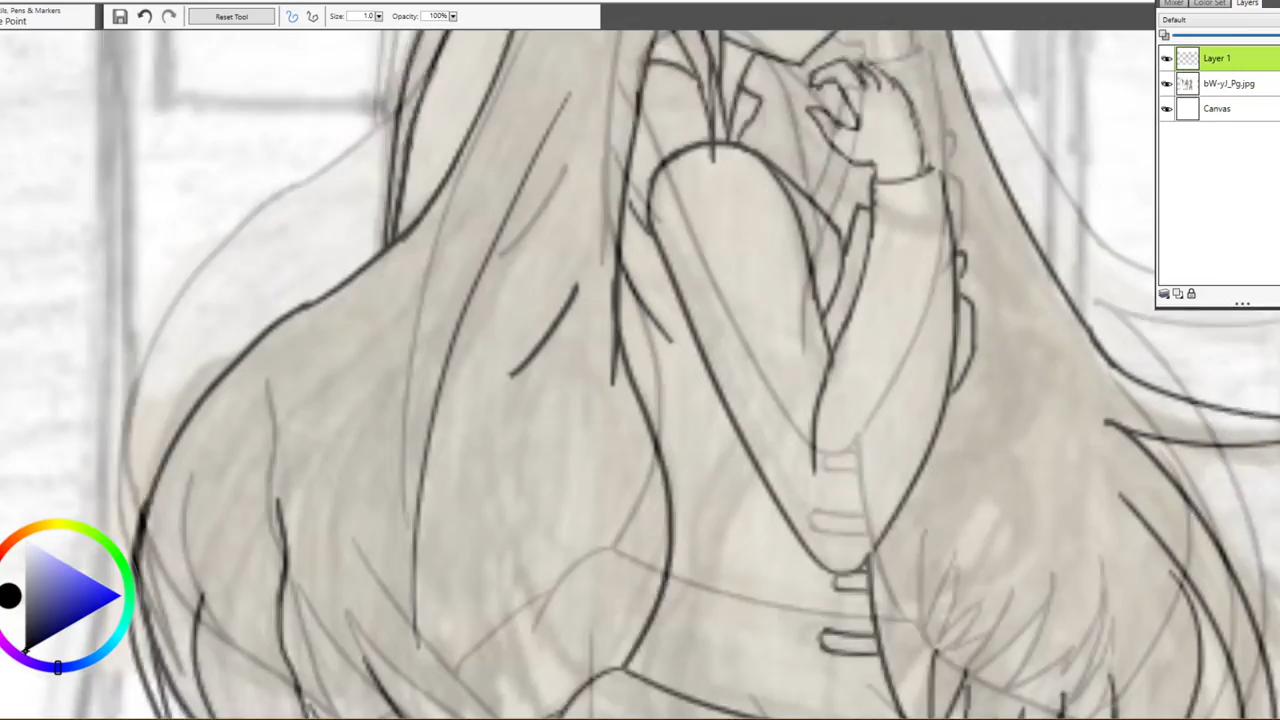 ls, Pens & Markers
e Point
Reset Tool
Size: 1.0
Opacity: 100%
Mixer Color Set Layers
Default
Layer 1
bW-yJ_Pg.jpg
Canvas